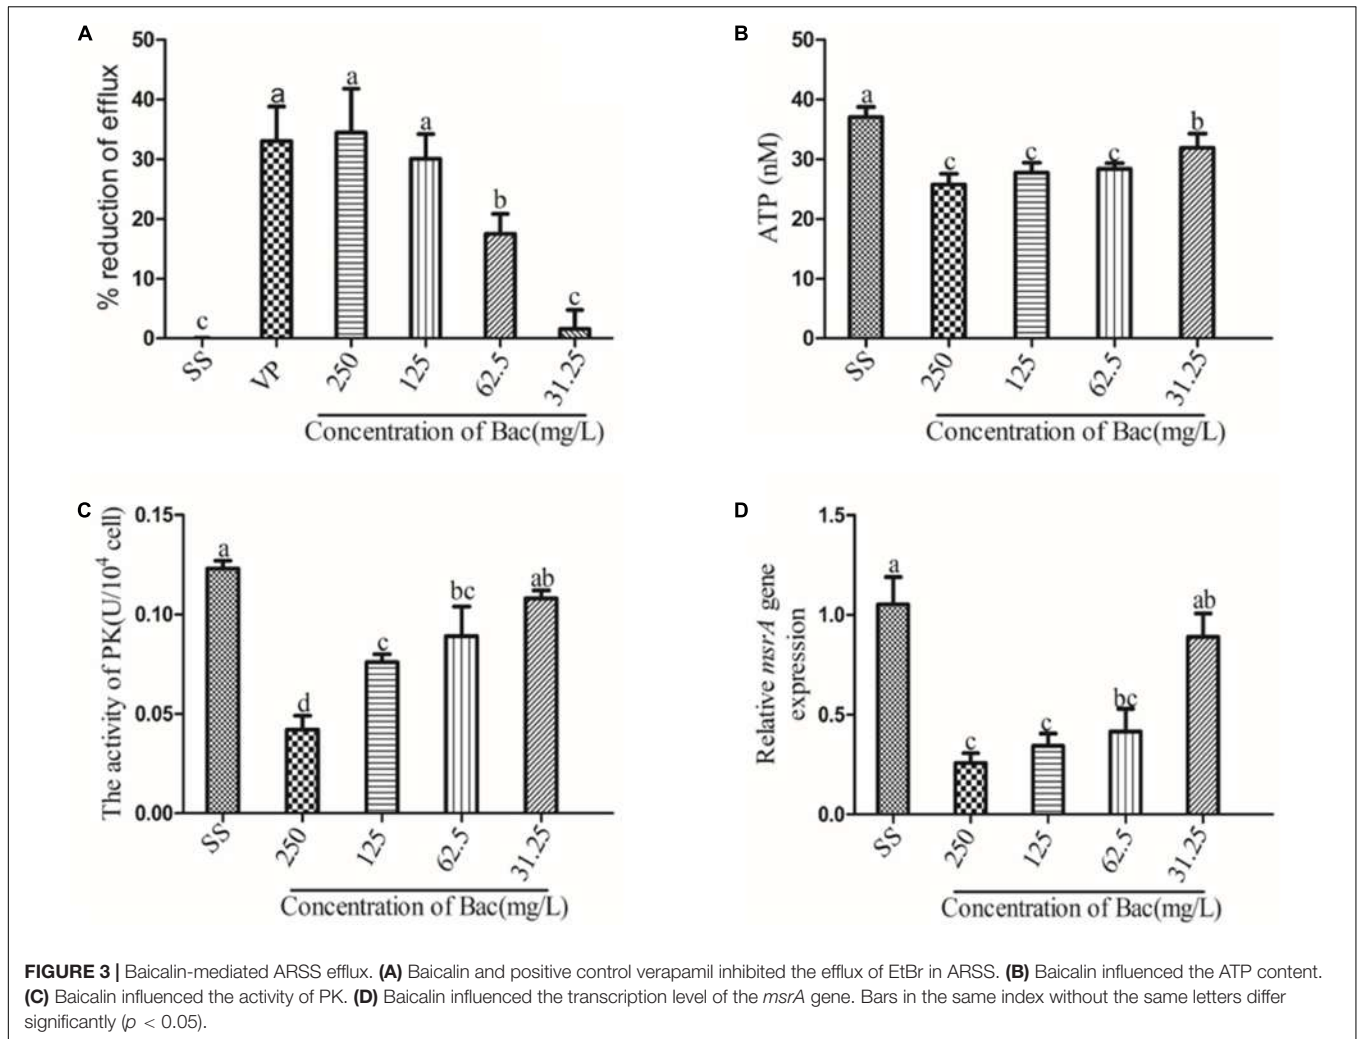 A
50
40
30
20
10
0
% reduction of efflux
a
a
a
b
c
c
SS
VP
250
125
62.5
31.25
Concentration of Bac(mg/L)
B
50
40
30
20
10
0
ATP (nM)
a
c
c
c
b
SS
250
125
62.5
31.25
Concentration of Bac(mg/L)
C
0.15
0.10
0.05
0.00
The activity of PK(U/10⁴ cell)
a
d
c
bc
ab
SS
250
125
62.5
31.25
Concentration of Bac(mg/L)
D
1.5
1.0
0.5
0.0
Relative msrA gene
expression
a
c
c
bc
ab
SS
250
125
62.5
31.25
Concentration of Bac(mg/L)
FIGURE 3 | Baicalin-mediated ARSS efflux. (A) Baicalin and positive control verapamil inhibited the efflux of EtBr in ARSS. (B) Baicalin influenced the ATP content.
(C) Baicalin influenced the activity of PK. (D) Baicalin influenced the transcription level of the msrA gene. Bars in the same index without the same letters differ
significantly (p < 0.05).